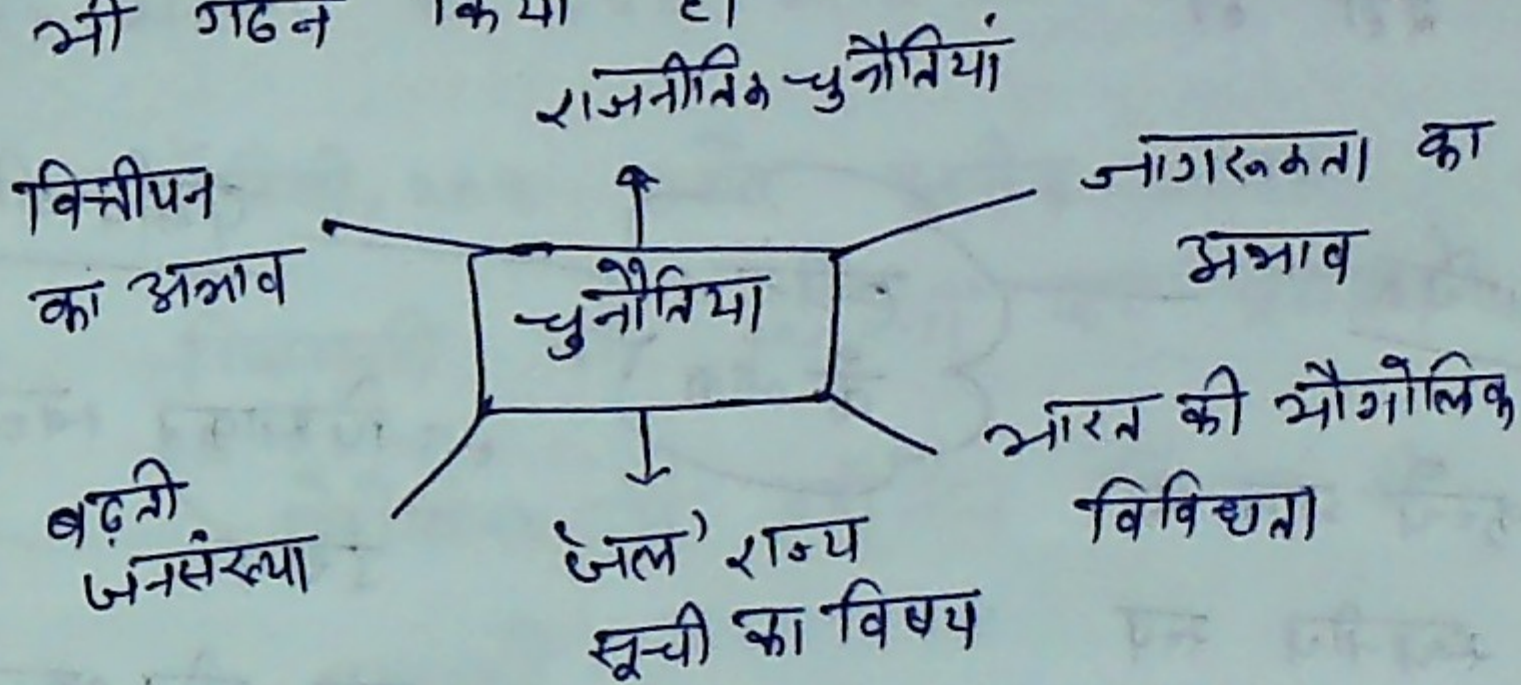 भी गठन किया है।
राजनीतिक चुनौतियां
वित्तीयन
का अभाव
जागरूकता का
अभाव
चुनौतियां
भारत की भौगोलिक
विविधता
बढ़ती
जनसंख्या
'जल' राज्य
सूची का विषय